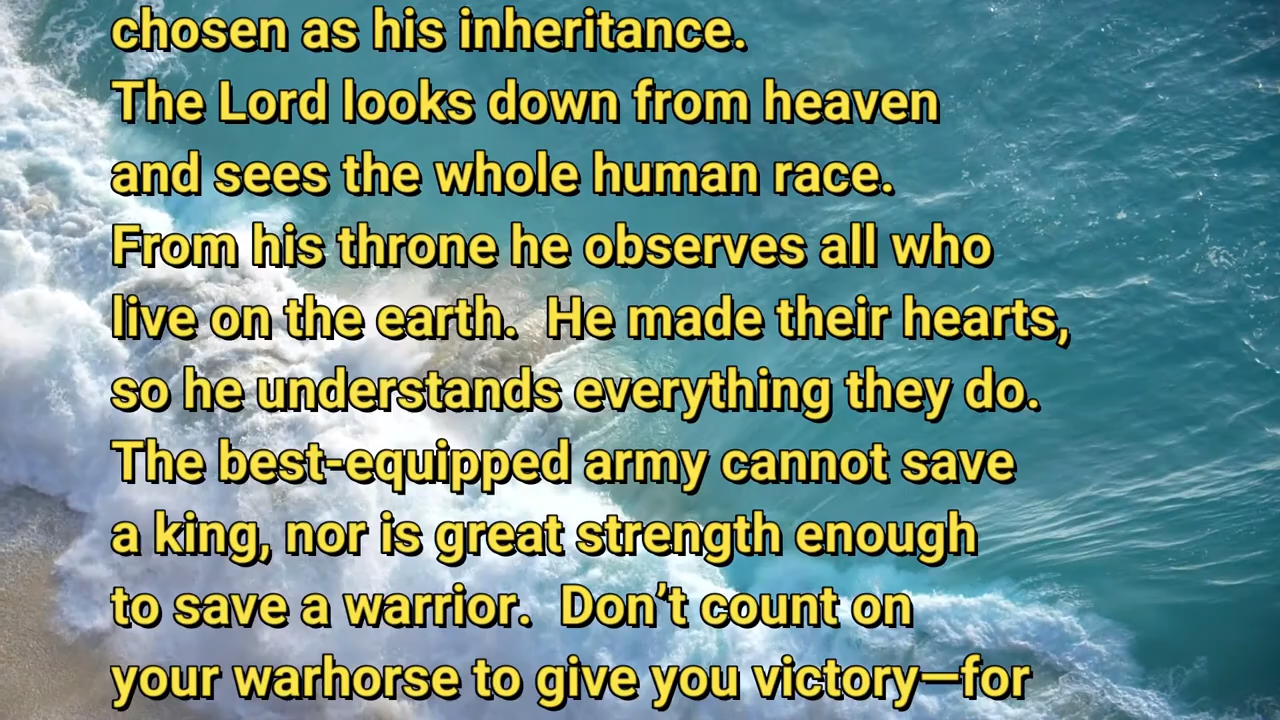 chosen as his inheritance.
The Lord looks down from heaven
and sees the whole human race.
From his throne he observes all who
live on the earth.  He made their hearts,
so he understands everything they do.
The best-equipped army cannot save
a king, nor is great strength enough
to save a warrior.  Don’t count on
your warhorse to give you victory—for